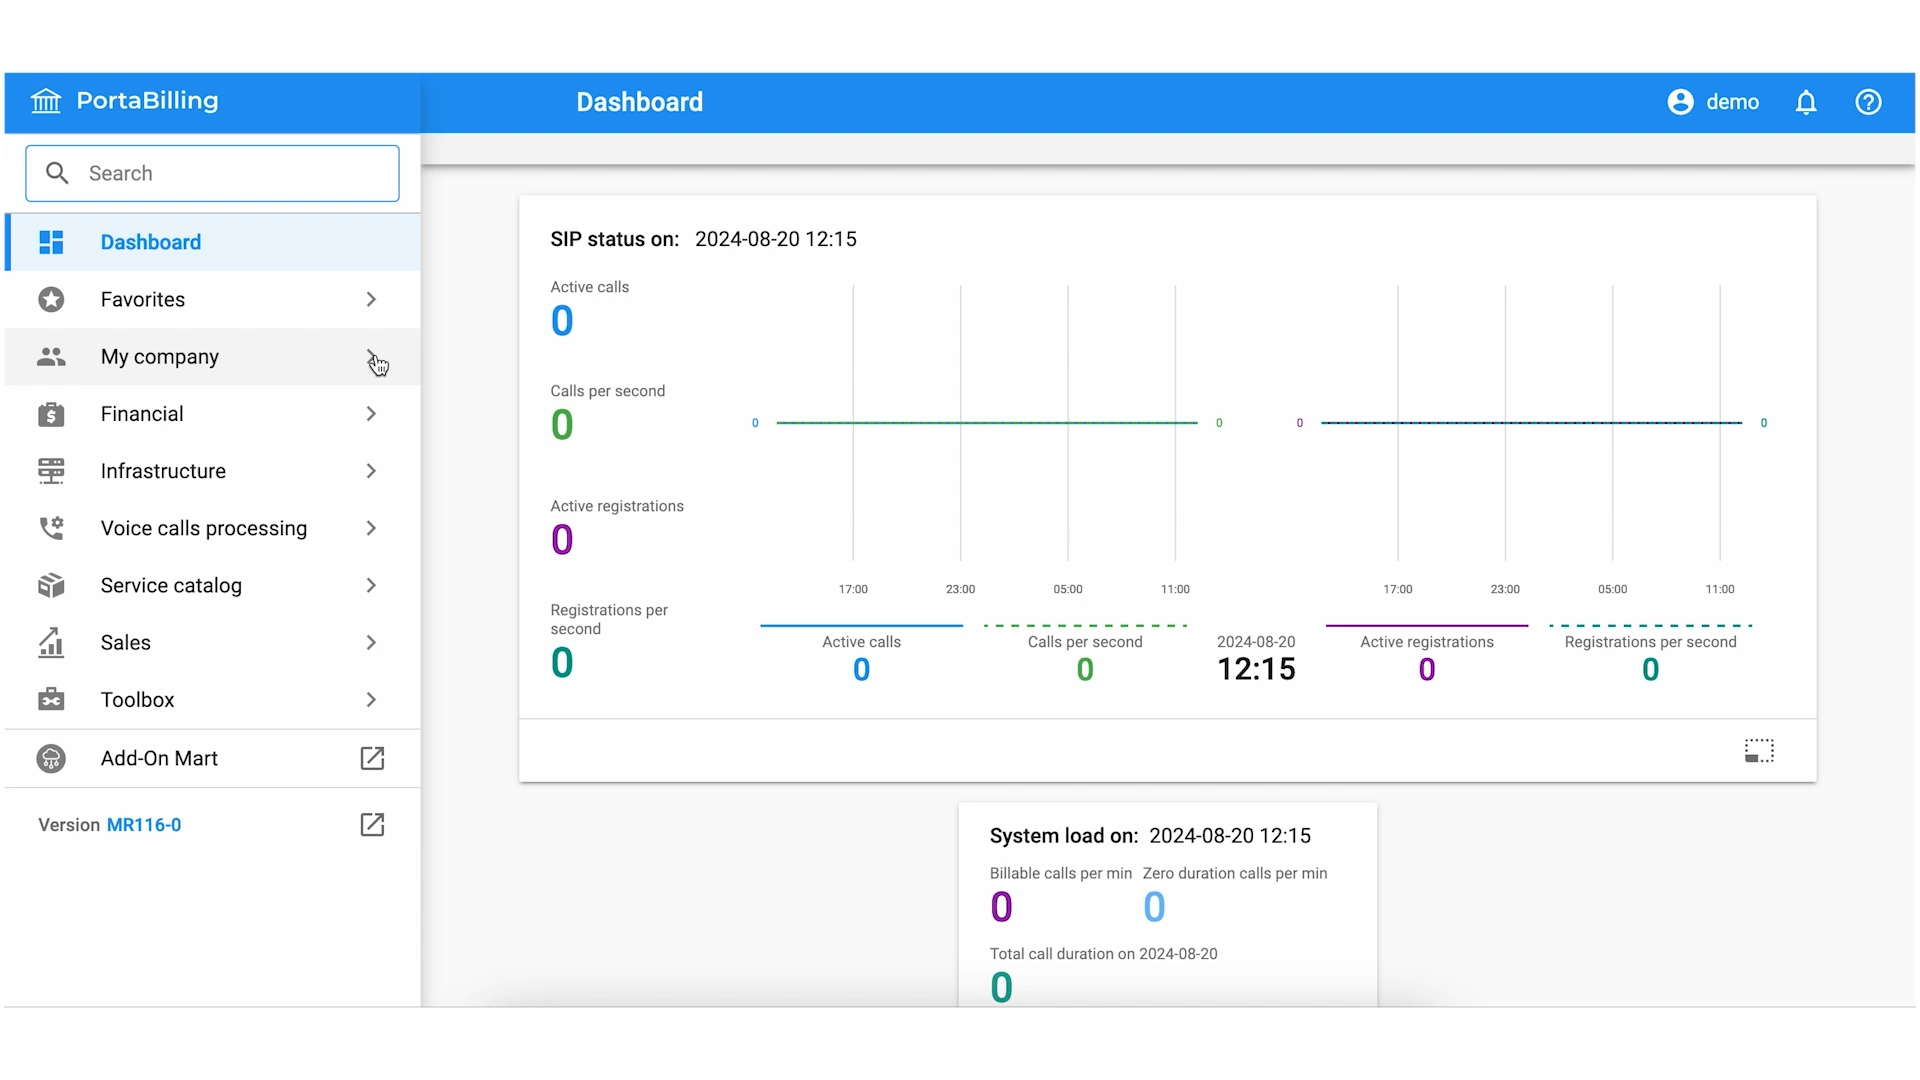 PortaBilling
Dashboard
demo
Search
Dashboard
Favorites
My company
Financial
Infrastructure
Voice calls processing
Service catalog
Sales
Toolbox
Add-On Mart
Version MR116-0
SIP status on: 2024-08-20 12:15
Active calls
0
Calls per second
0
Active registrations
0
Registrations per
second
0
0
0
17:00 23:00 05:00 11:00
0
0
17:00 23:00 05:00 11:00
Active calls
0
Calls per second
0
2024-08-20
12:15
Active registrations
0
Registrations per second
0
System load on: 2024-08-20 12:15
Billable calls per min
0
Zero duration calls per min
0
Total call duration on 2024-08-20
0